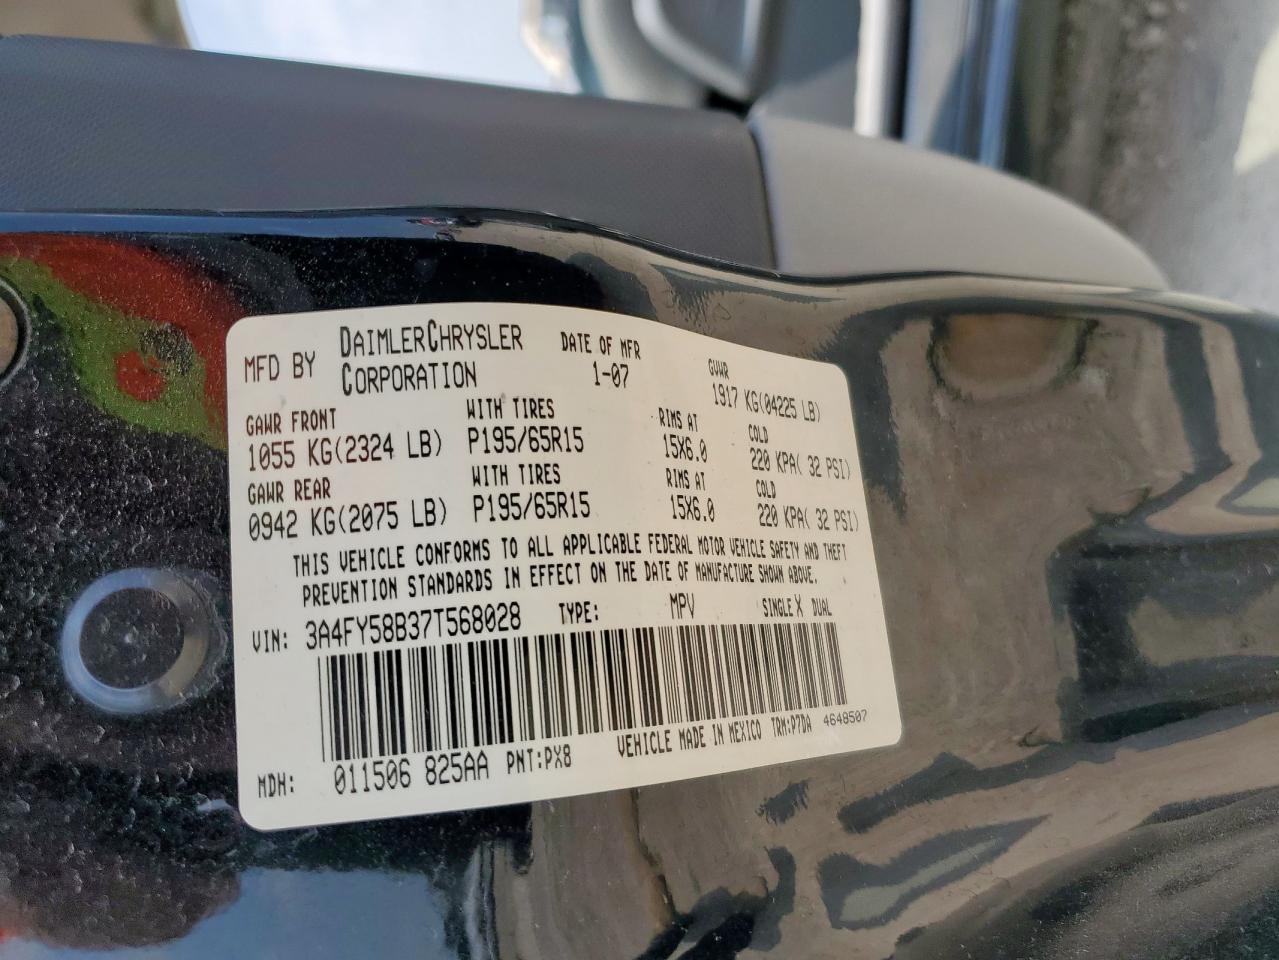 MFD BY DAIMLERCHRYSLER CORPORATION DATE OF MFR 1-07 GVWR 1917 KG(04225 LB)
GAWR FRONT WITH TIRES RIMS AT COLD
1055 KG(2324 LB) P195/65R15 15X6.0 220 KPA( 32 PSI)
GAWR REAR WITH TIRES RIMS AT COLD
0942 KG(2075 LB) P195/65R15 15X6.0 220 KPA( 32 PSI)
THIS VEHICLE CONFORMS TO ALL APPLICABLE FEDERAL MOTOR VEHICLE SAFETY AND THEFT
PREVENTION STANDARDS IN EFFECT ON THE DATE OF MANUFACTURE SHOWN ABOVE.
VIN: 3A4FY58B37T568028 TYPE: MPV SINGLE X DUAL
MDH: 011506 825AA PNT:PX8 VEHICLE MADE IN MEXICO TRM:P7DA 4648507